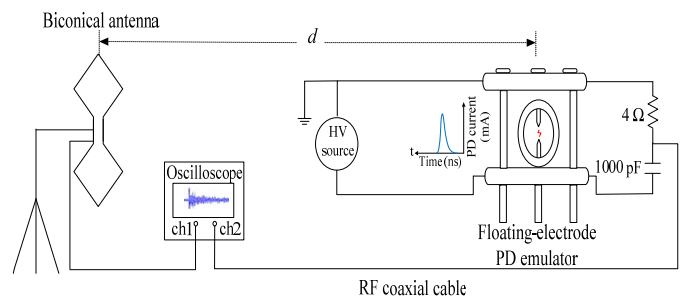 Biconical antenna
d
HV
source
t
Time(ns)
PD current
(mA)
4 Ω
1000 pF
Oscilloscope
ch1
ch2
Floating-electrode
PD emulator
RF coaxial cable